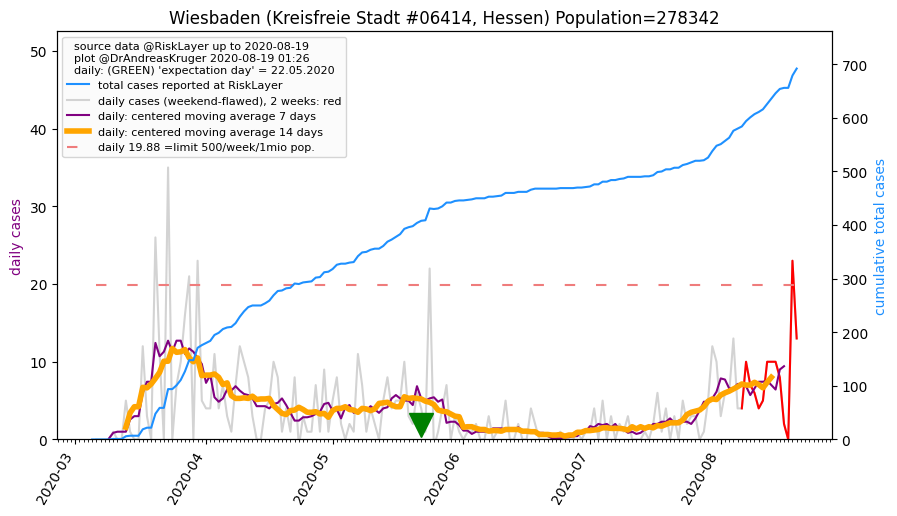 Wiesbaden (Kreisfreie Stadt #06414, Hessen) Population=278342
source data @RiskLayer up to 2020-08-19
plot @DrAndreasKruger 2020-08-19 01:26
daily: (GREEN) 'expectation day' = 22.05.2020
total cases reported at RiskLayer
daily cases (weekend-flawed), 2 weeks: red
daily: centered moving average 7 days
daily: centered moving average 14 days
daily 19.88 =limit 500/week/1mio pop.
daily cases
50
40
30
20
10
0
cumulative total cases
700
600
500
400
300
200
100
0
2020-03
2020-04
2020-05
2020-06
2020-07
2020-08